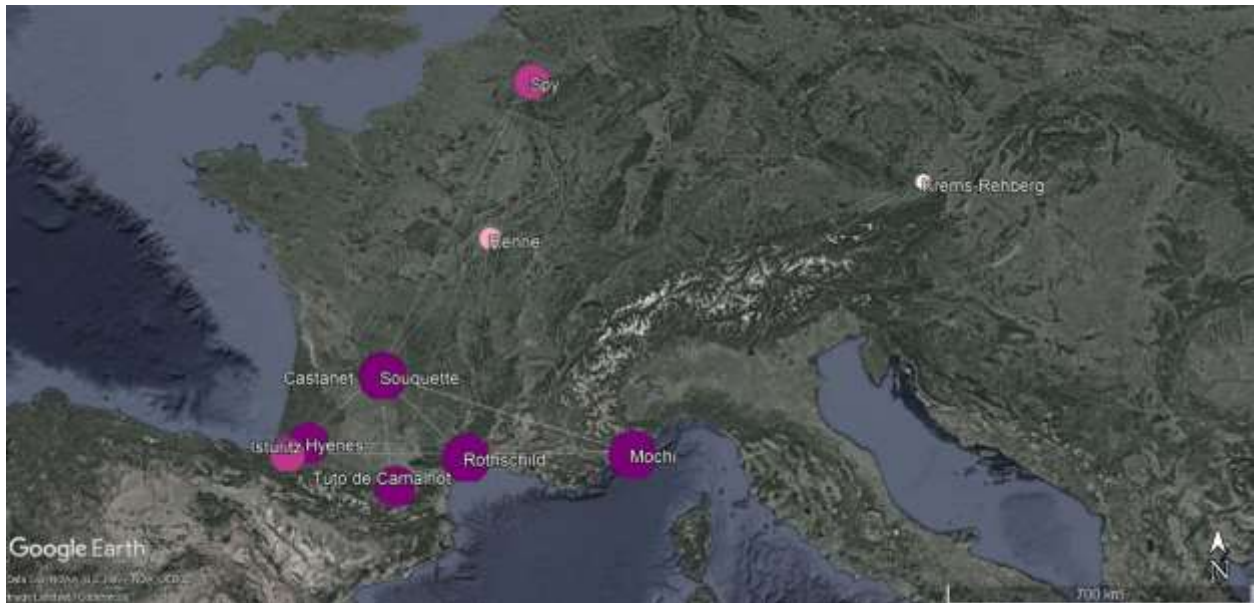 Spy
Krems-Rehberg
Renne
Castanet Souquette
Isturitz Hyenes
Mochi
Rothschild
Tuto de Camalhot
Google Earth
N
700 km